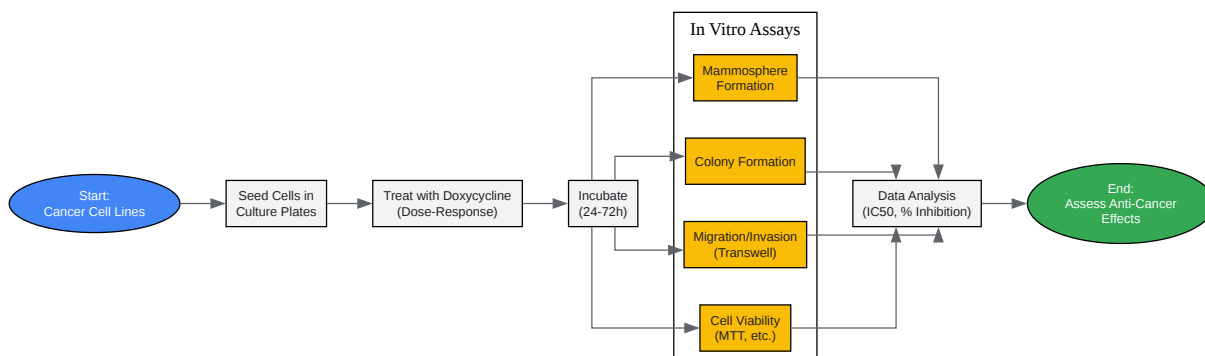 Start:
Cancer Cell Lines
Seed Cells in
Culture Plates
Treat with Doxycycline
(Dose-Response)
Incubate
(24-72h)
In Vitro Assays
Mammosphere
Formation
Colony Formation
Migration/Invasion
(Transwell)
Cell Viability
(MTT, etc.)
Data Analysis
(IC50, % Inhibition)
End:
Assess Anti-Cancer
Effects